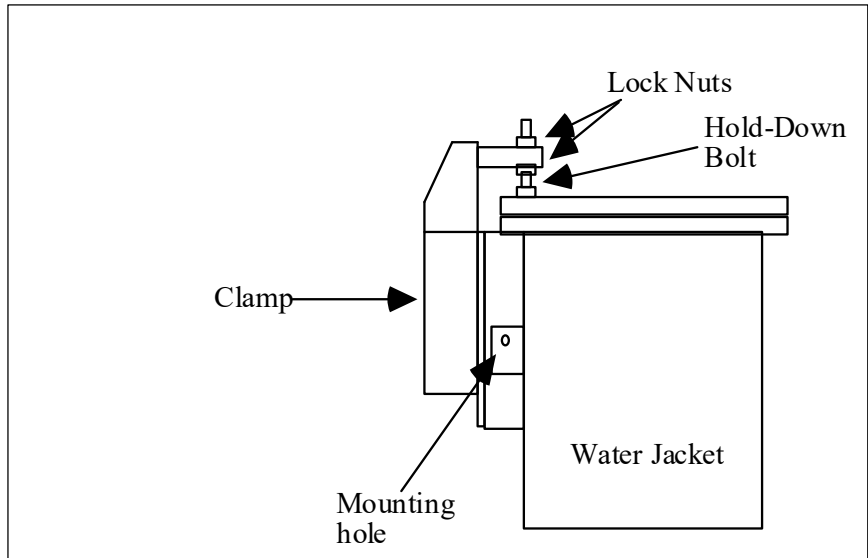 Lock Nuts
Hold-Down
Bolt
Clamp
Water Jacket
Mounting
hole